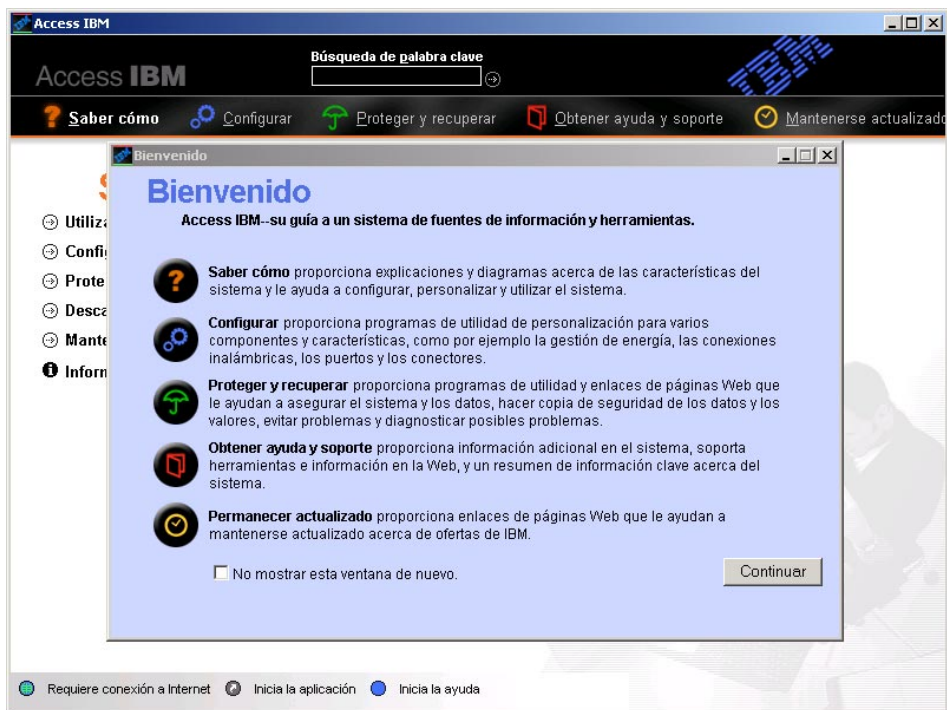 Access IBM
Búsqueda de palabra clave
Access IBM
IBM
Saber cómo
Configurar
Proteger y recuperar
Obtener ayuda y soporte
Mantenerse actualizado
Bienvenido
Bienvenido
Access IBM--su guía a un sistema de fuentes de información y herramientas.
Saber cómo proporciona explicaciones y diagramas acerca de las características del
sistema y le ayuda a configurar, personalizar y utilizar el sistema.
Configurar proporciona programas de utilidad de personalización para varios
componentes y características, como por ejemplo la gestión de energía, las conexiones
inalámbricas, los puertos y los conectores.
Proteger y recuperar proporciona programas de utilidad y enlaces de páginas Web que
le ayudan a asegurar el sistema y los datos, hacer copia de seguridad de los datos y los
valores, evitar problemas y diagnosticar posibles problemas.
Obtener ayuda y soporte proporciona información adicional en el sistema, soporta
herramientas e información en la Web, y un resumen de información clave acerca del
sistema.
Permanecer actualizado proporciona enlaces de páginas Web que le ayudan a
mantenerse actualizado acerca de ofertas de IBM.
No mostrar esta ventana de nuevo.
Continuar
Requiere conexión a Internet
Inicia la aplicación
Inicia la ayuda